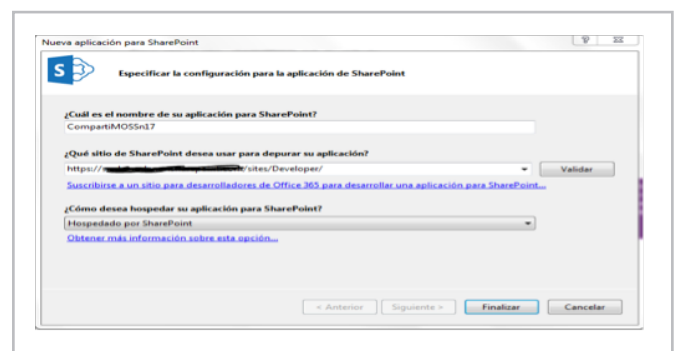 Nueva aplicación para SharePoint
S
Especificar la configuración para la aplicación de SharePoint
¿Cuál es el nombre de su aplicación para SharePoint?
CompartiMOSSn17
¿Qué sitio de SharePoint desea usar para depurar su aplicación?
https:// /sites/Developer/
Validar
Suscribirse a un sitio para desarrolladores de Office 365 para desarrollar una aplicación para SharePoint...
¿Cómo desea hospedar su aplicación para SharePoint?
Hospedado por SharePoint
Obtener más información sobre esta opción...
< Anterior Siguiente > Finalizar Cancelar